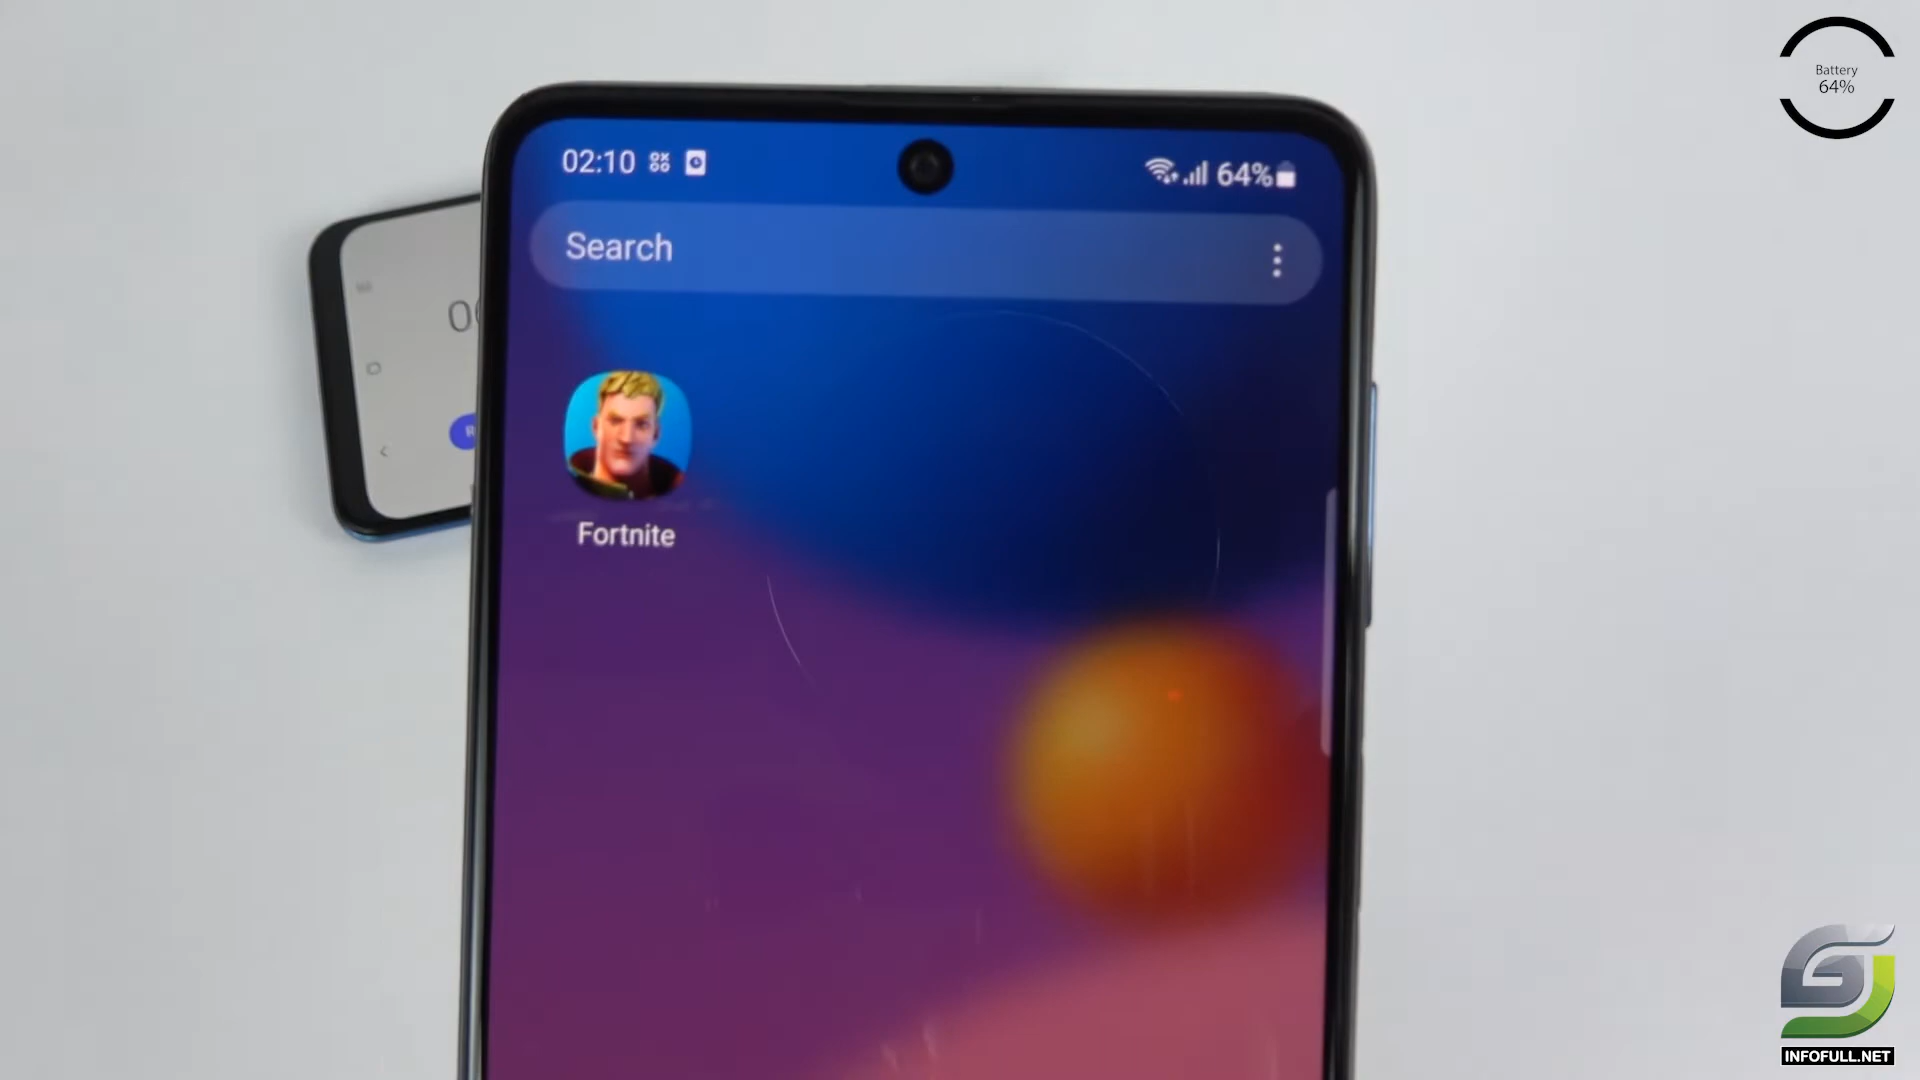 Battery
64%
02:10
64%
Search
Fortnite
INFOFULL.NET